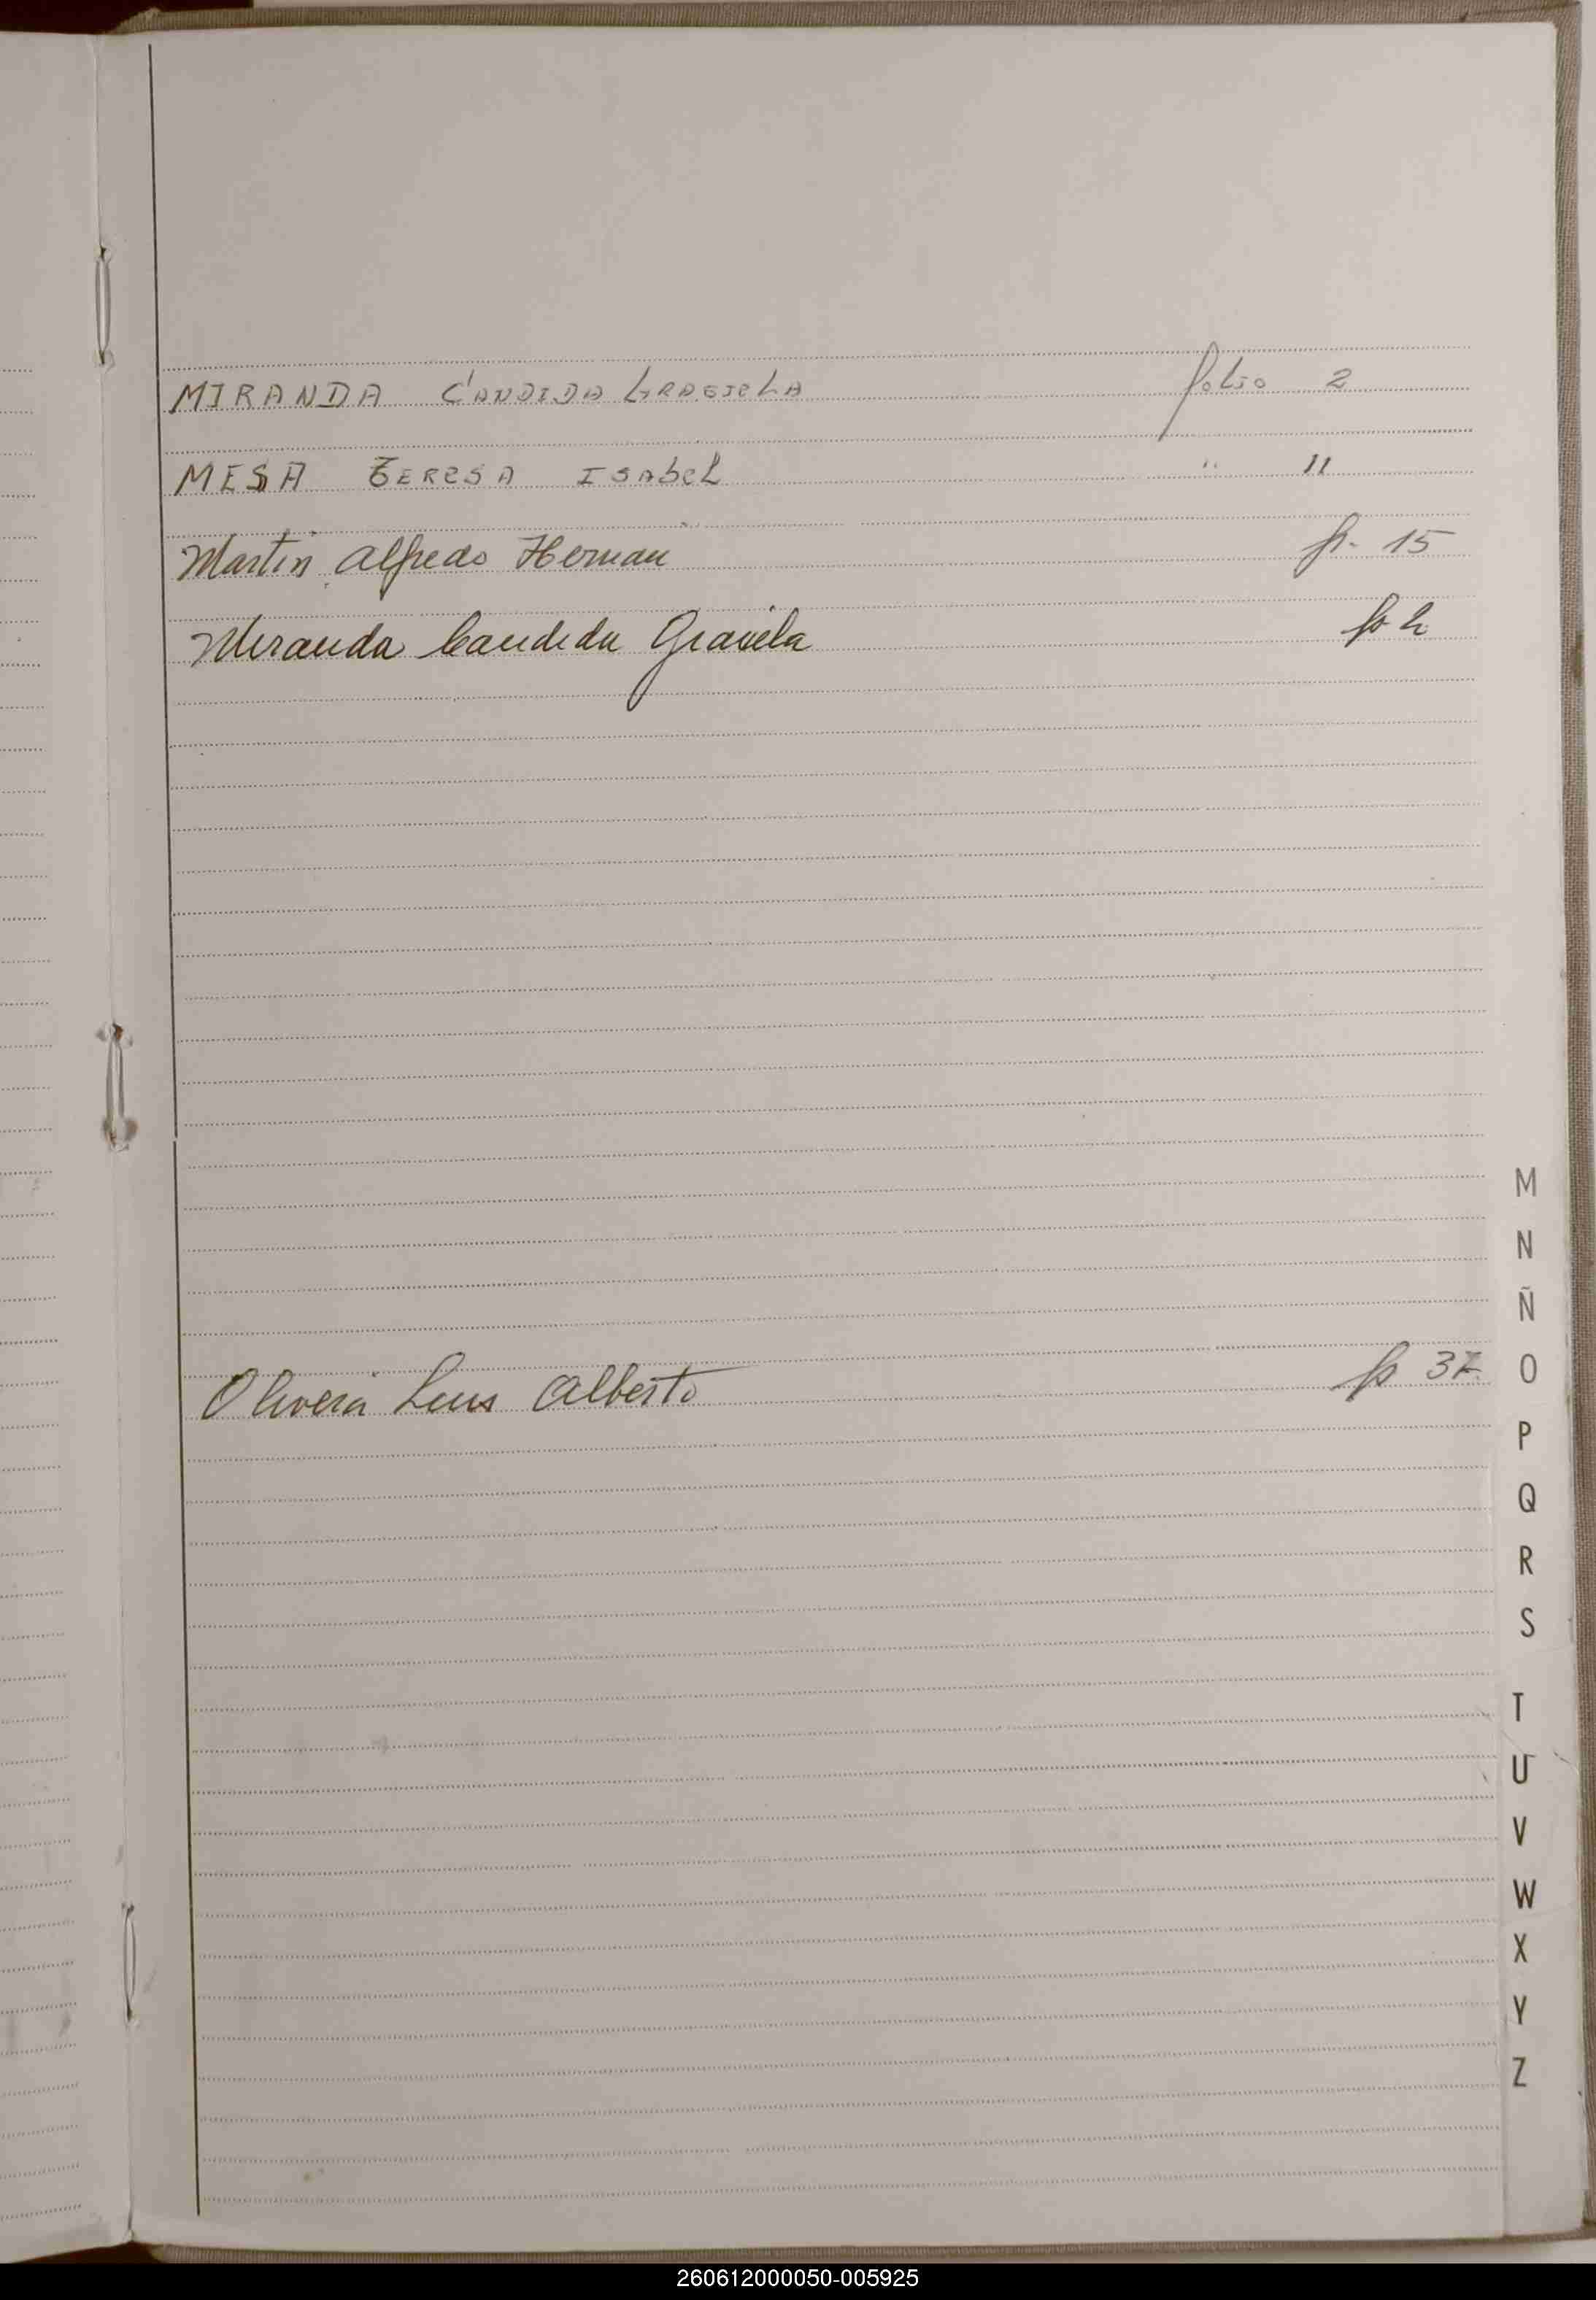 MIRANDA CANDIDA GRACIELA folio 2
MESA TERESA ISABEL " 11
Martin Alfredo Hernan fo. 15
Miranda Candida Graciela fo 2
M
N
Ñ
Olivera Luis Alberto fo 37
O
P
Q
R
S
T
U
V
W
X
Y
Z
260612000050-005925